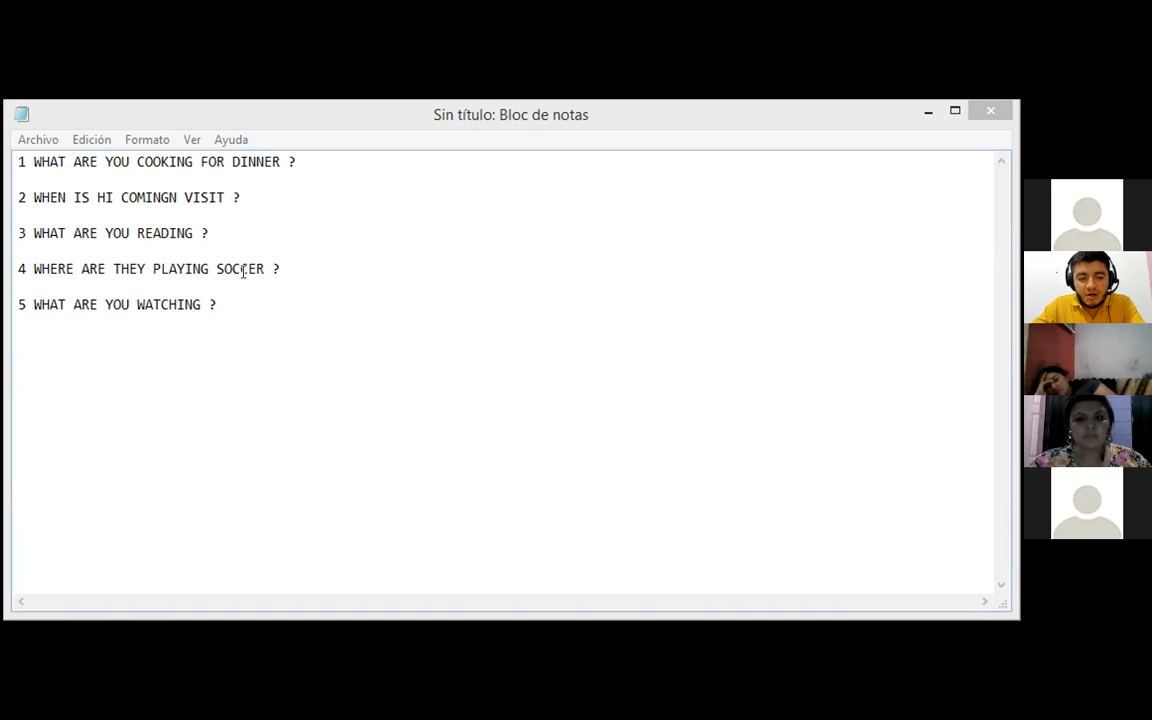 Sin título: Bloc de notas
Archivo Edición Formato Ver Ayuda
1 WHAT ARE YOU COOKING FOR DINNER ?
2 WHEN IS HI COMINGN VISIT ?
3 WHAT ARE YOU READING ?
4 WHERE ARE THEY PLAYING SOCCER ?
5 WHAT ARE YOU WATCHING ?